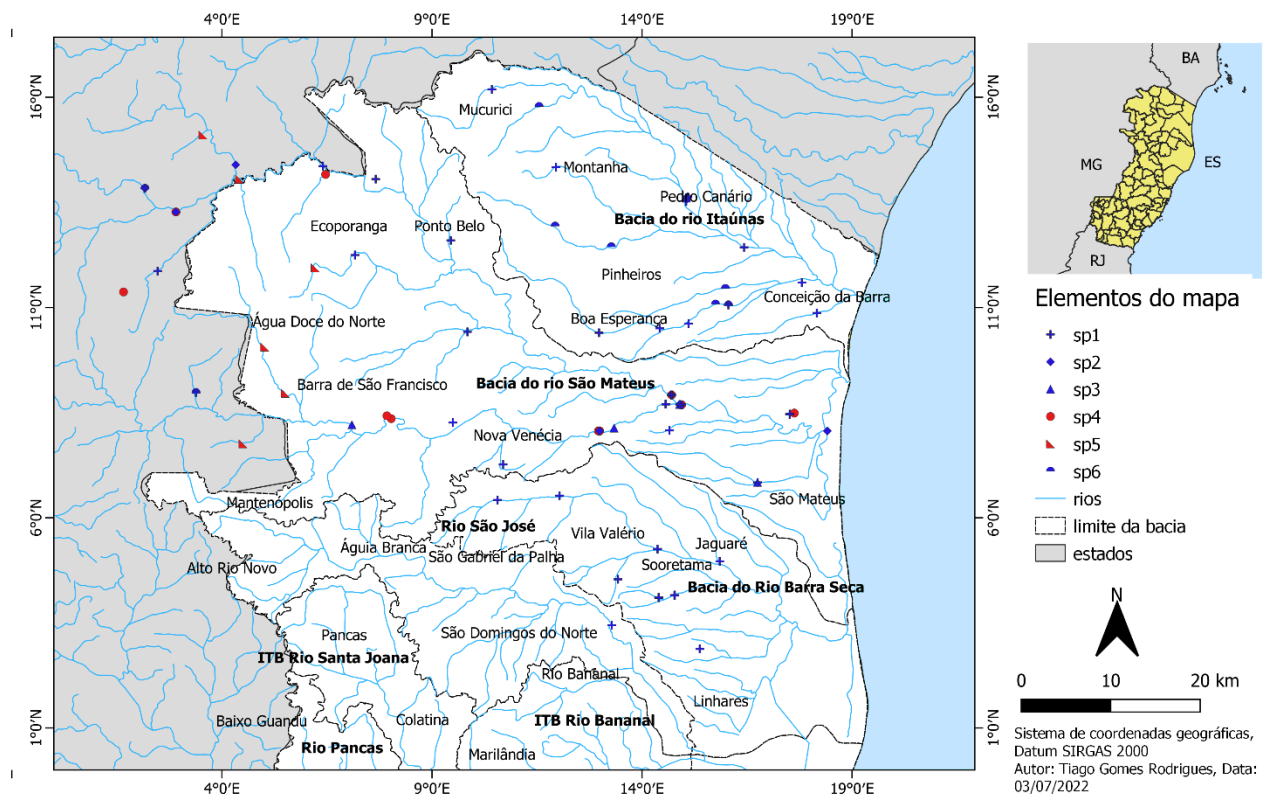 4°0'E 9°0'E 14°0'E 19°0'E
16°0'N
11°0'N
6°0'N
1°0'N
Mucurici
Montanha
Pedro Canário
Bacia do rio Itaúnas
Ecoporanga
Ponto Belo
Pinheiros
Conceição da Barra
Boa Esperança
Água Doce do Norte
Barra de São Francisco
Bacia do rio São Mateus
Nova Venécia
Mantenópolis
São Mateus
Rio São José
Vila Valério
Jaguaré
Águia Branca
São Gabriel da Palha
Sooretama
Alto Rio Novo
Bacia do Rio Barra Seca
Pancas
São Domingos do Norte
ITB Rio Santa Joana
Rio Bananal
Linhares
Baixo Guandu
Colatina
ITB Rio Bananal
Rio Pancas
Marilândia
16°0'N
11°0'N
6°0'N
1°0'N
4°0'E 9°0'E 14°0'E 19°0'E
BA
MG
ES
RJ
Elementos do mapa
sp1
sp2
sp3
sp4
sp5
sp6
rios
limite da bacia
estados
N
0 10 20 km
Sistema de coordenadas geográficas,
Datum SIRGAS 2000
Autor: Tiago Gomes Rodrigues, Data:
03/07/2022